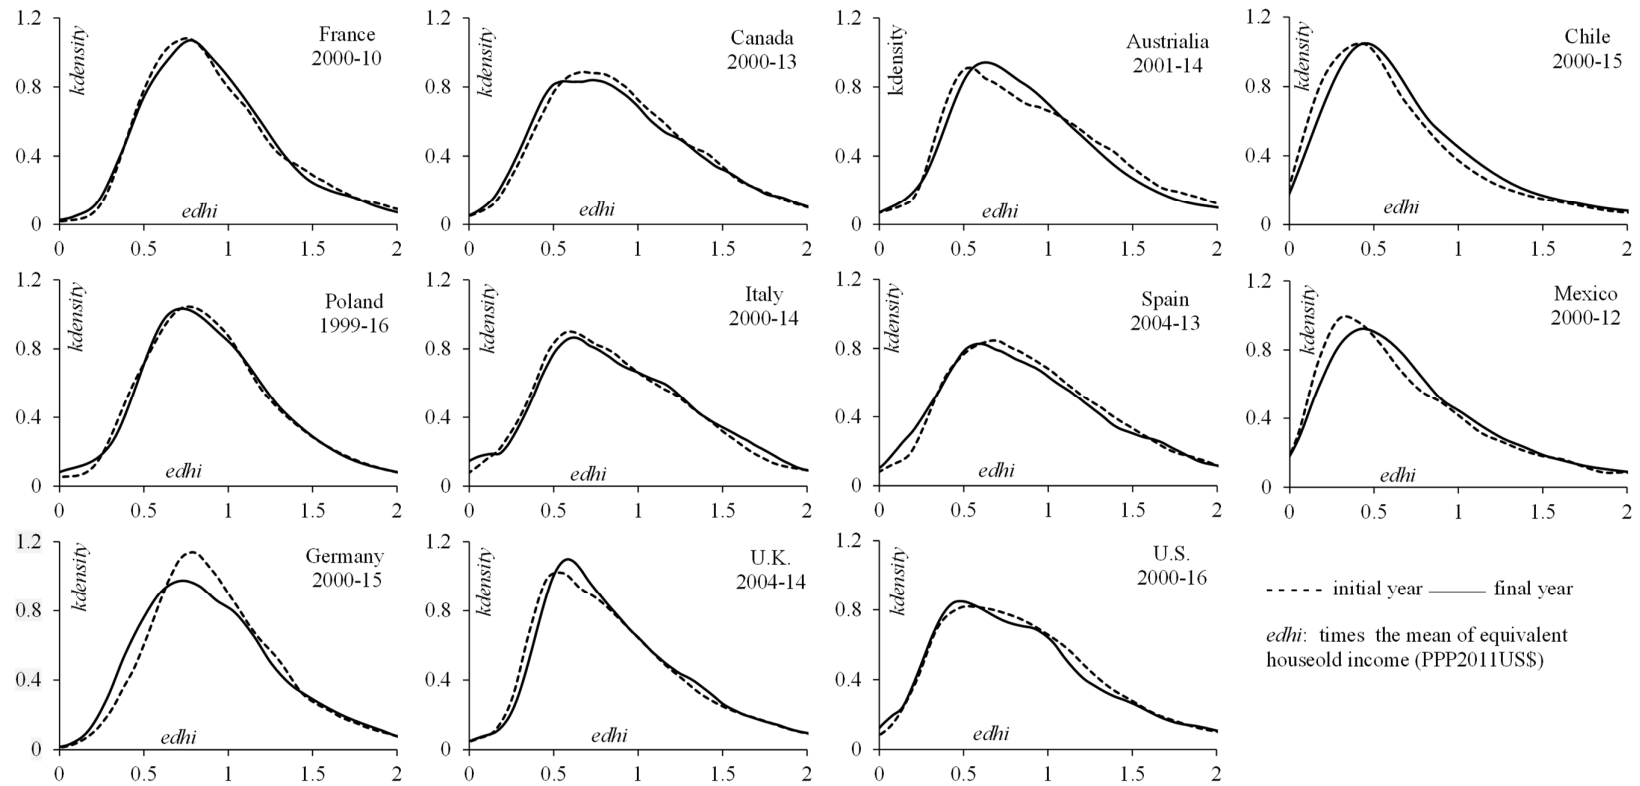 1.2
0.8
0.4
0
kdensity
France
2000-10
edhi
0 0.5 1 1.5 2
1.2
0.8
0.4
0
kdensity
Canada
2000-13
edhi
0 0.5 1 1.5 2
1.2
0.8
0.4
0
kdensity
Austrialia
2001-14
edhi
0 0.5 1 1.5 2
1.2
0.8
0.4
0
kdensity
Chile
2000-15
edhi
0 0.5 1 1.5 2
1.2
0.8
0.4
0
kdensity
Poland
1999-16
edhi
0 0.5 1 1.5 2
1.2
0.8
0.4
0
kdensity
Italy
2000-14
edhi
0 0.5 1 1.5 2
1.2
0.8
0.4
0
kdensity
Spain
2004-13
edhi
0 0.5 1 1.5 2
1.2
0.8
0.4
0
kdensity
Mexico
2000-12
edhi
0 0.5 1 1.5 2
1.2
0.8
0.4
0
kdensity
Germany
2000-15
edhi
0 0.5 1 1.5 2
1.2
0.8
0.4
0
kdensity
U.K.
2004-14
edhi
0 0.5 1 1.5 2
1.2
0.8
0.4
0
kdensity
U.S.
2000-16
edhi
0 0.5 1 1.5 2
initial year final year
edhi: times the mean of equivalent
houseold income (PPP2011US$)